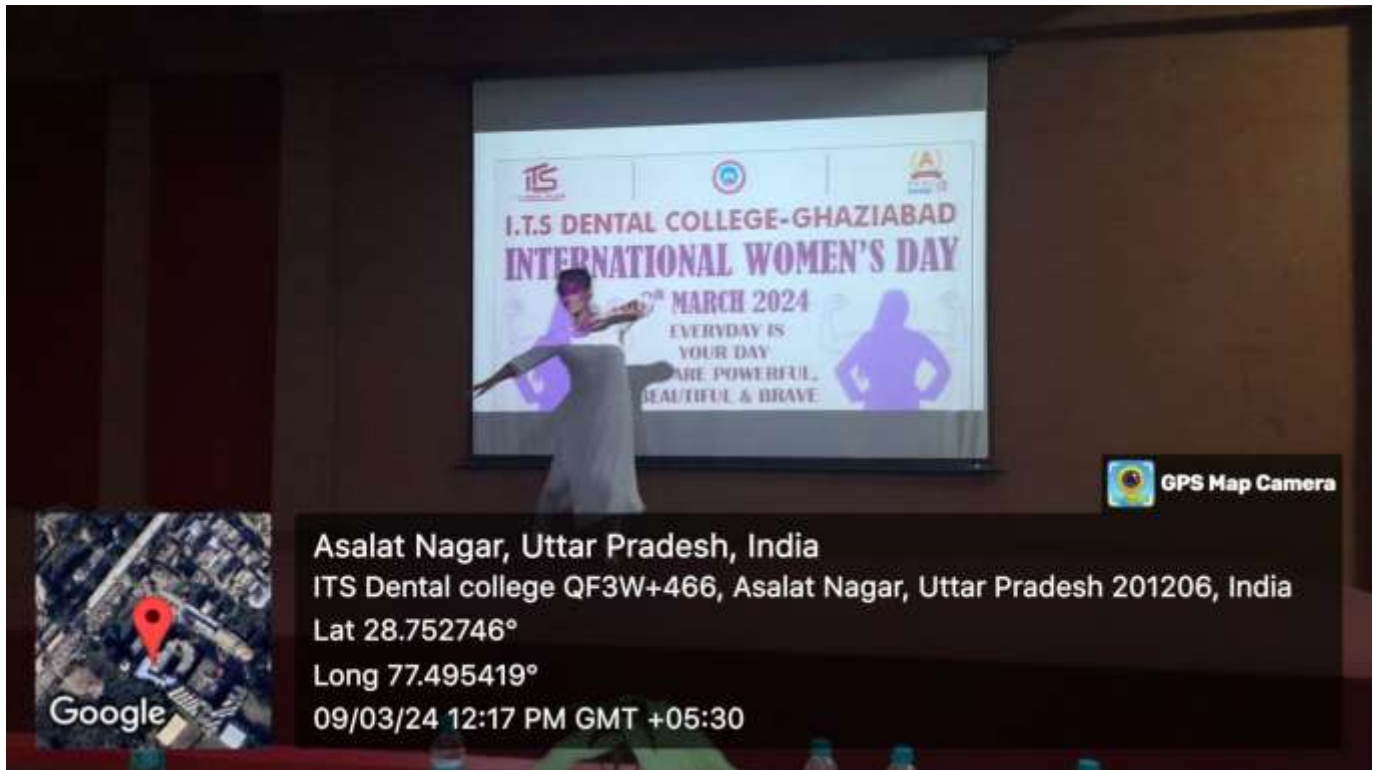 iTS
I.T.S DENTAL COLLEGE-GHAZIABAD
INTERNATIONAL WOMEN'S DAY
MARCH 2024
EVERYDAY IS
YOUR DAY
ARE POWERFUL,
BEAUTIFUL & BRAVE
GPS Map Camera
Asalat Nagar, Uttar Pradesh, India
ITS Dental college QF3W+466, Asalat Nagar, Uttar Pradesh 201206, India
Lat 28.752746°
Long 77.495419°
09/03/24 12:17 PM GMT +05:30
Google